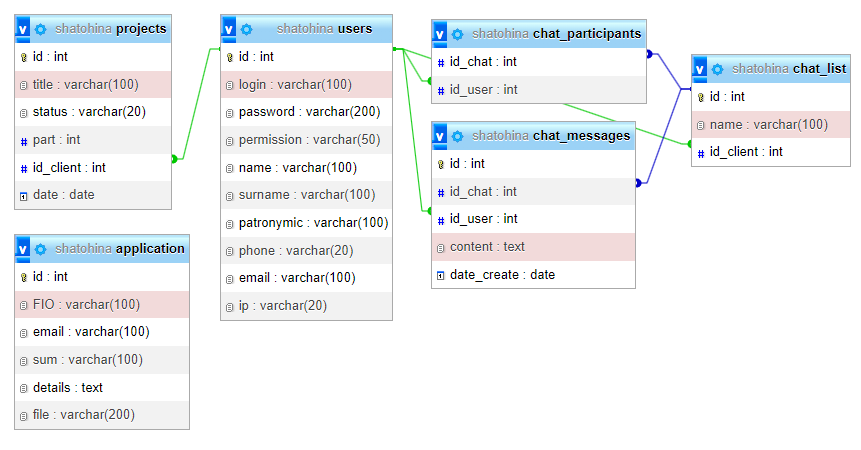 v shatohina projects
id : int
title : varchar(100)
status : varchar(20)
# part : int
# id_client : int
date : date
v shatohina application
id : int
FIO : varchar(100)
email : varchar(100)
sum : varchar(100)
details : text
file : varchar(200)
v shatohina users
id : int
login : varchar(100)
password : varchar(200)
permission : varchar(50)
name : varchar(100)
surname : varchar(100)
patronymic : varchar(100)
phone : varchar(20)
email : varchar(100)
ip : varchar(20)
v shatohina chat_participants
# id_chat : int
# id_user : int
v shatohina chat_messages
id : int
# id_chat : int
# id_user : int
content : text
date_create : date
v shatohina chat_list
id : int
name : varchar(100)
# id_client : int